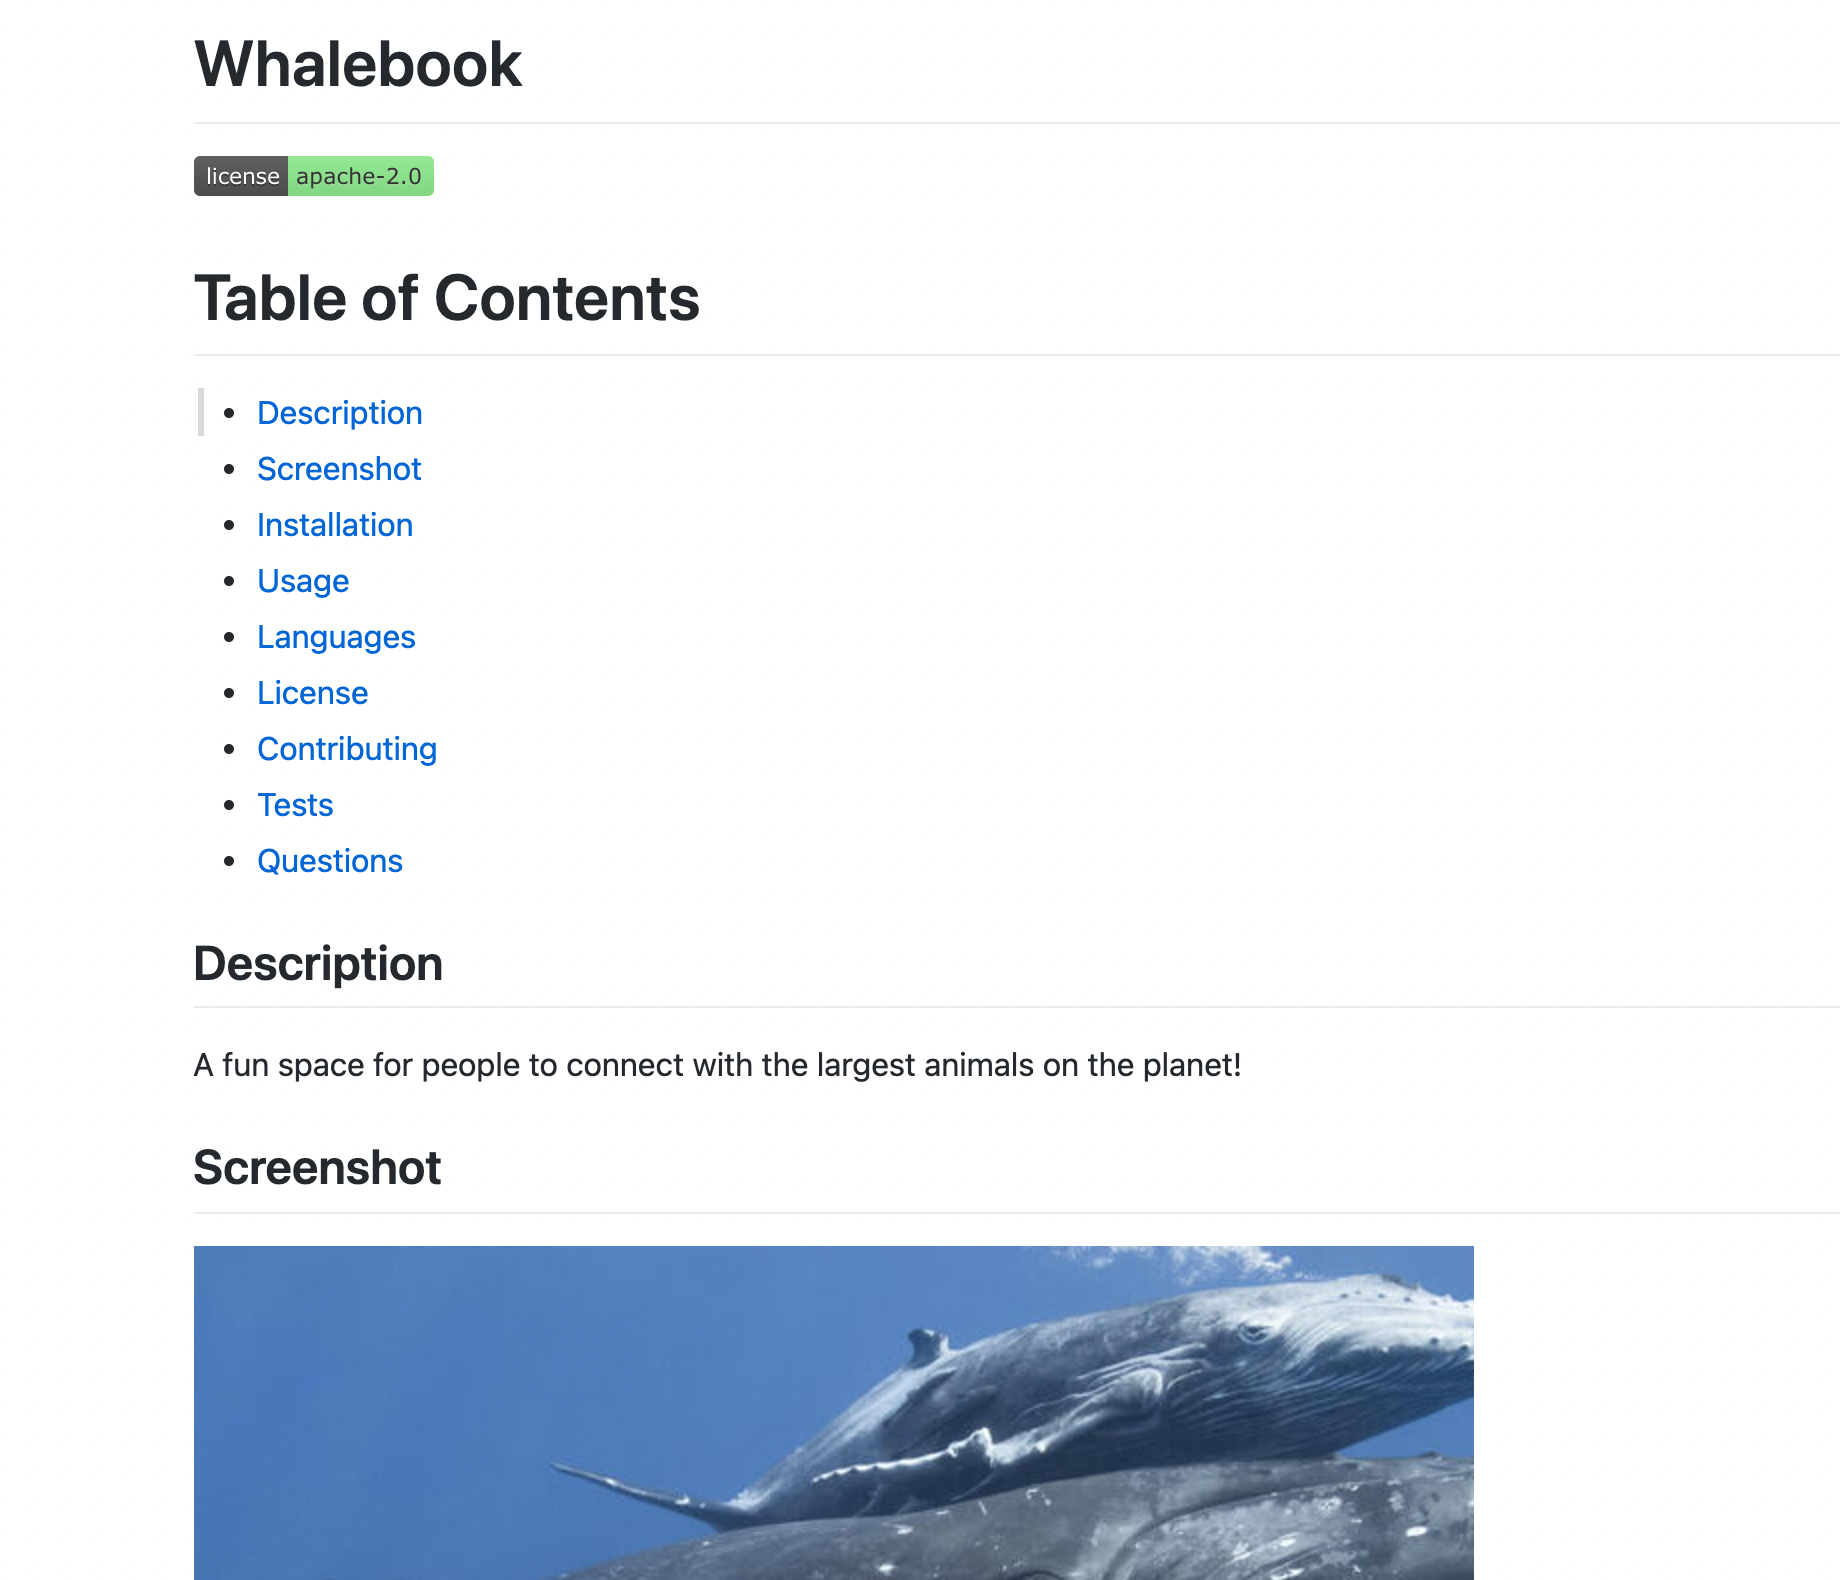 Whalebook
license apache-2.0
Table of Contents
Description
Screenshot
Installation
Usage
Languages
License
Contributing
Tests
Questions
Description
A fun space for people to connect with the largest animals on the planet!
Screenshot